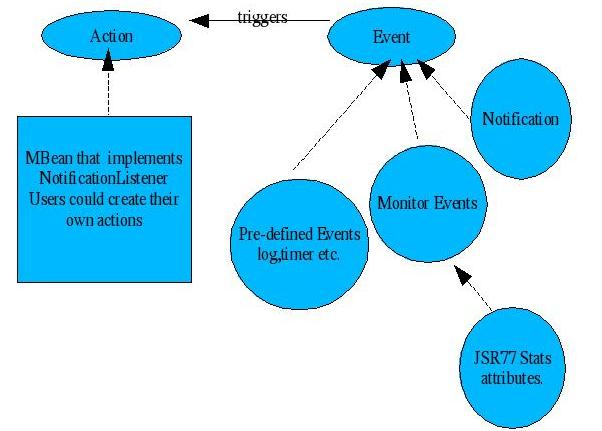 triggers
Action
Event
Notification
MBean that implements
NotificationListener
Users could create their
own actions
Monitor Events
Pre-defined Events
log,timer etc.
JSR77 Stats
attributes.